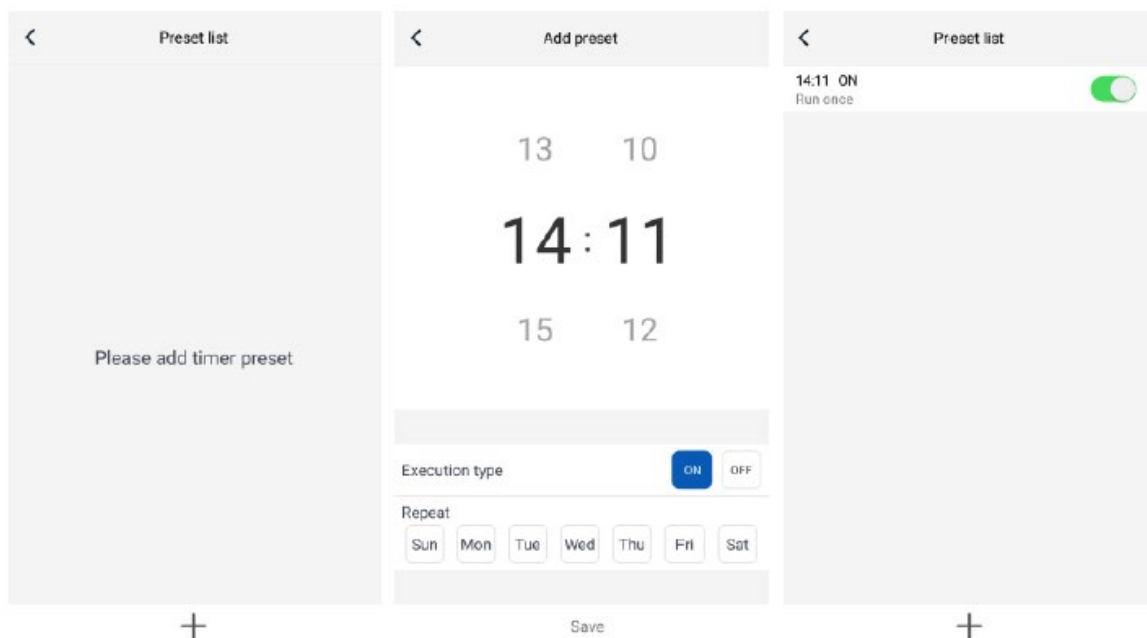 Preset list
Please add timer preset
+
Add preset
13 10
14 : 11
15 12
Execution type ON OFF
Repeat
Sun Mon Tue Wed Thu Fri Sat
Save
Preset list
14:11 ON
Run once
+